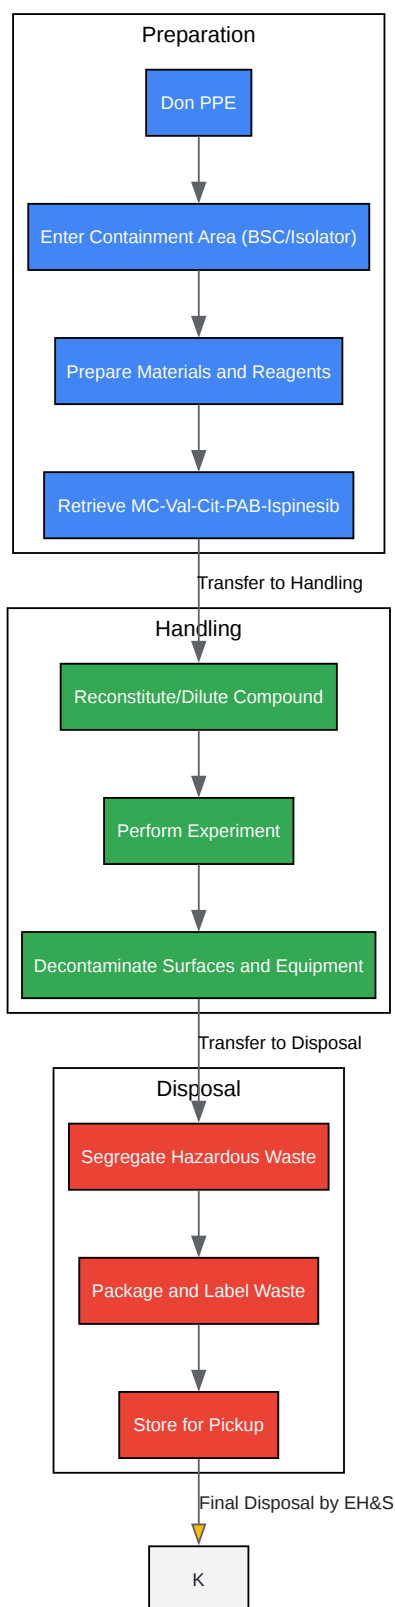 Preparation
Don PPE
Enter Containment Area (BSC/Isolator)
Prepare Materials and Reagents
Retrieve MC-Val-Cit-PAB-Ispinesib
Transfer to Handling
Handling
Reconstitute/Dilute Compound
Perform Experiment
Decontaminate Surfaces and Equipment
Transfer to Disposal
Disposal
Segregate Hazardous Waste
Package and Label Waste
Store for Pickup
Final Disposal by EH&S
K